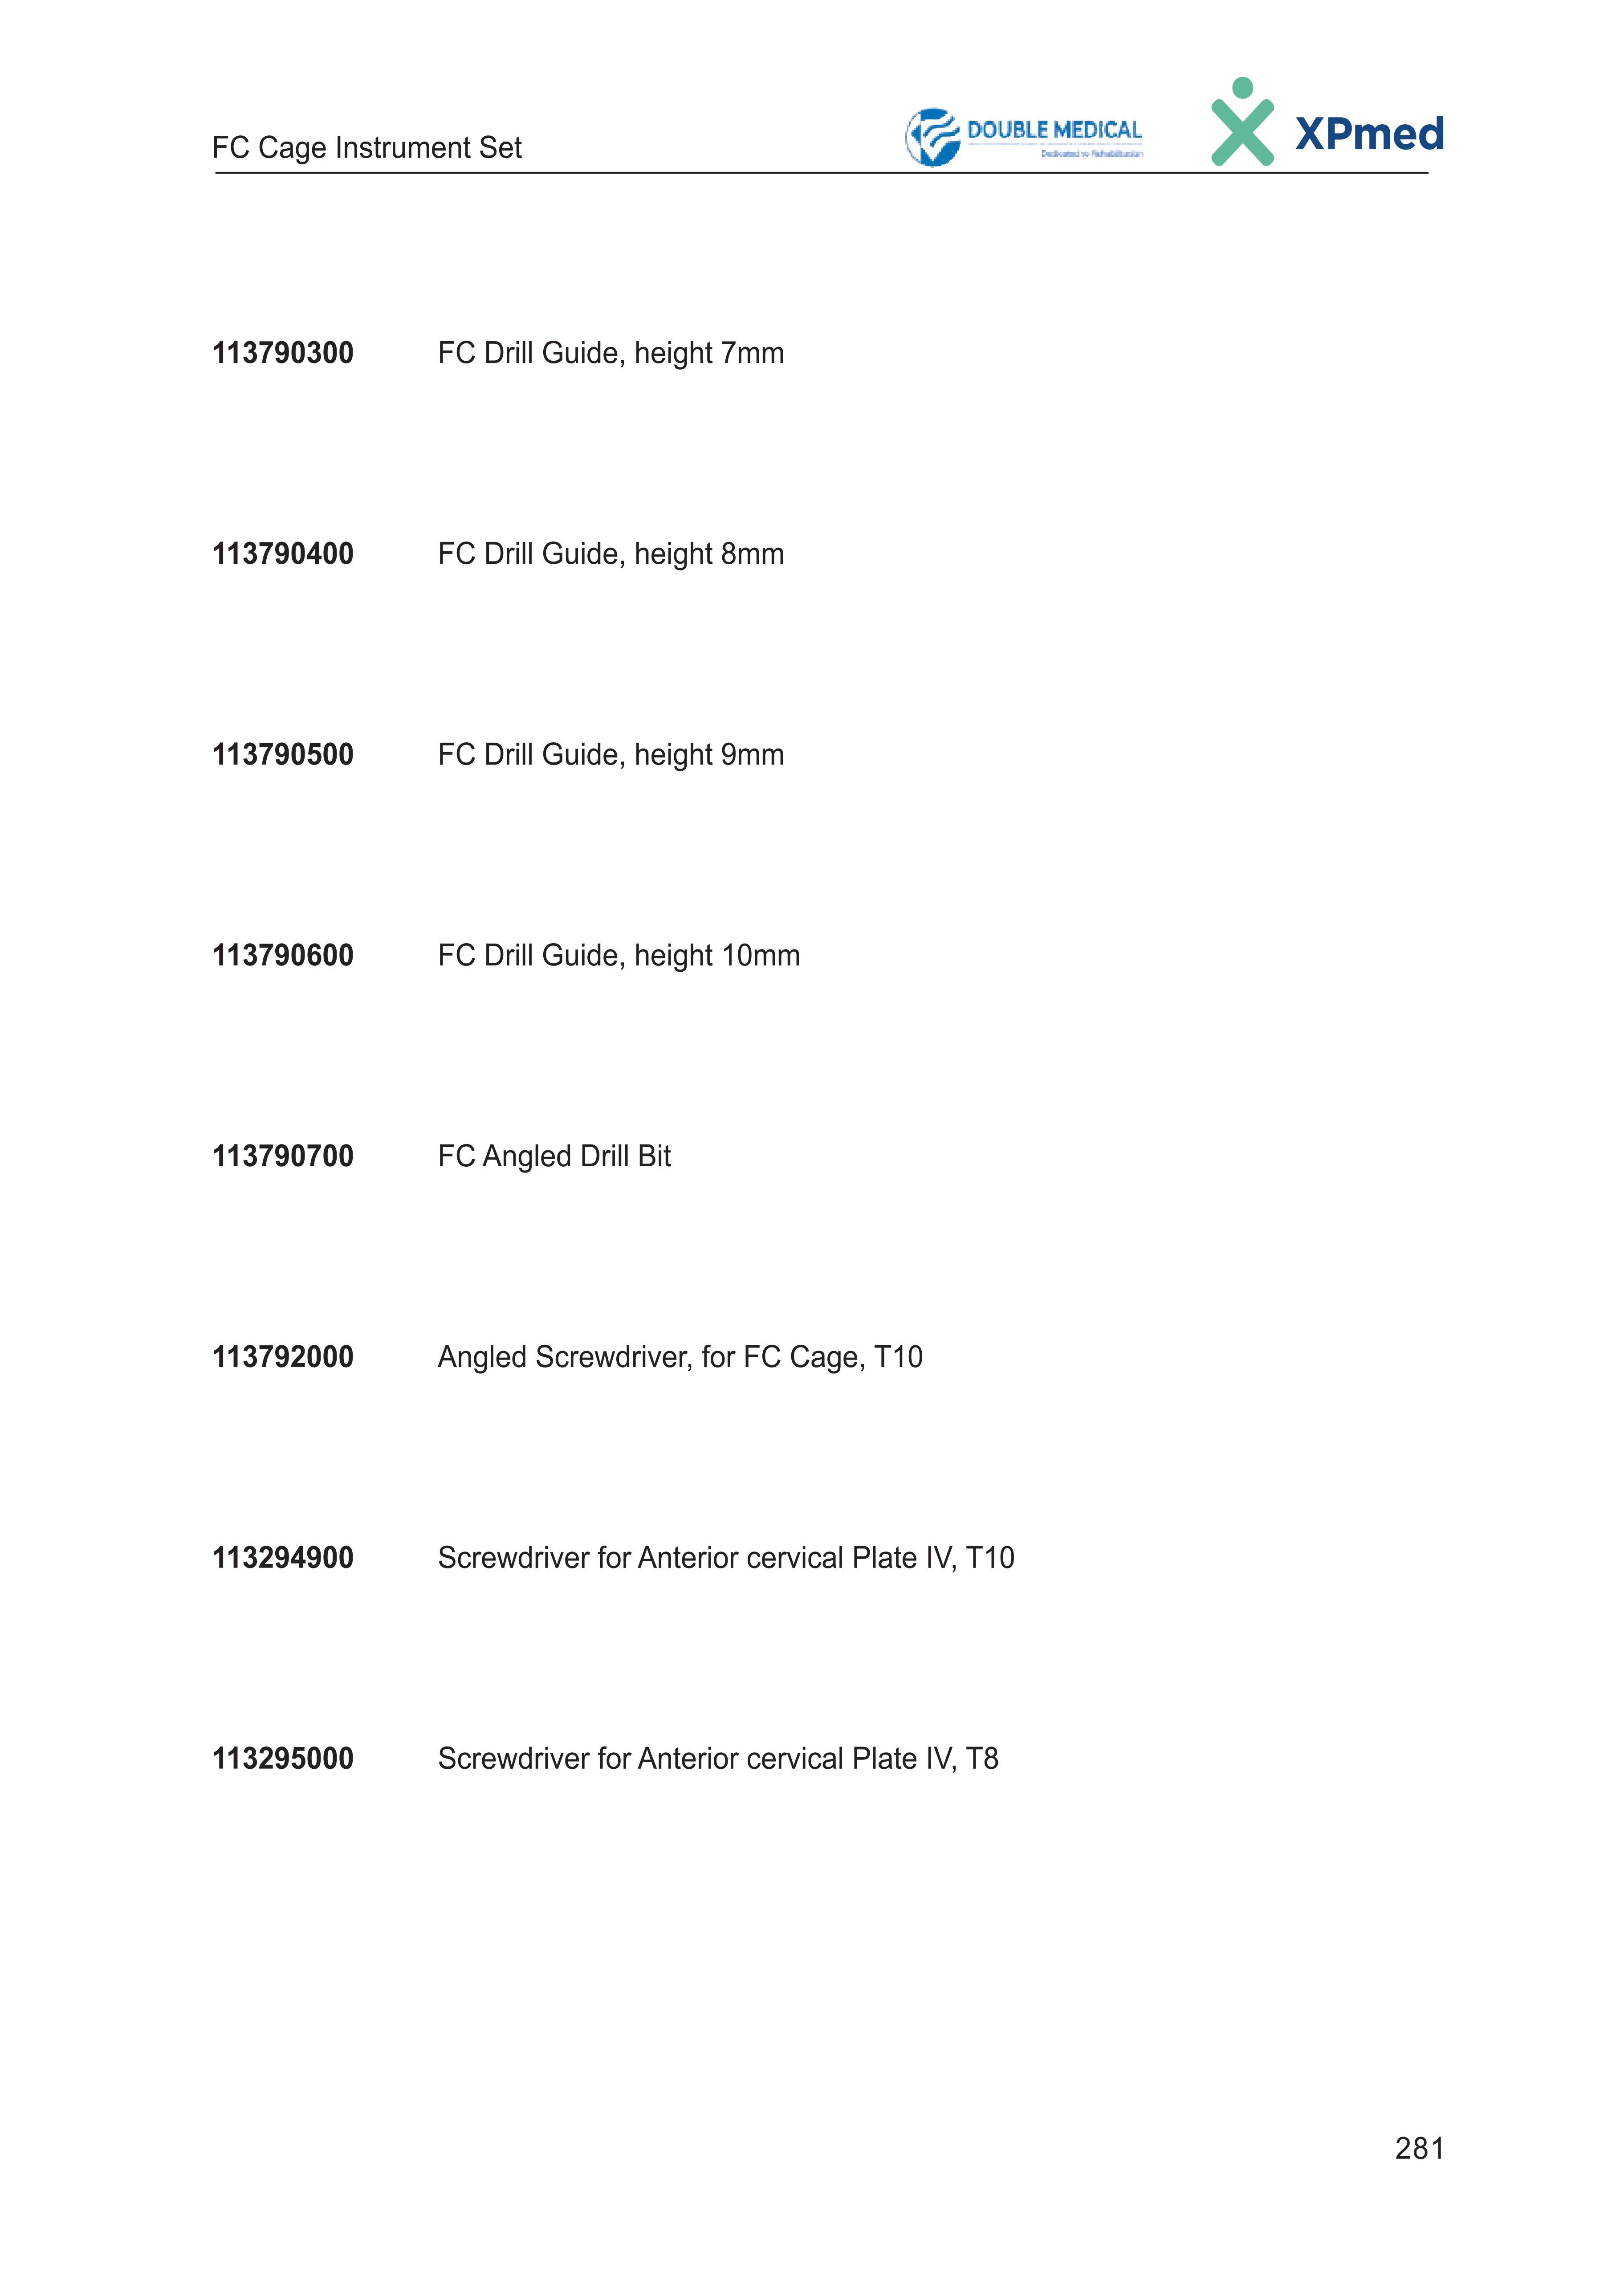 FC Cage Instrument Set
DOUBLE MEDICAL
Dedicated to Rehabilitation
XPmed
113790300 FC Drill Guide, height 7mm
113790400 FC Drill Guide, height 8mm
113790500 FC Drill Guide, height 9mm
113790600 FC Drill Guide, height 10mm
113790700 FC Angled Drill Bit
113792000 Angled Screwdriver, for FC Cage, T10
113294900 Screwdriver for Anterior cervical Plate IV, T10
113295000 Screwdriver for Anterior cervical Plate IV, T8
281